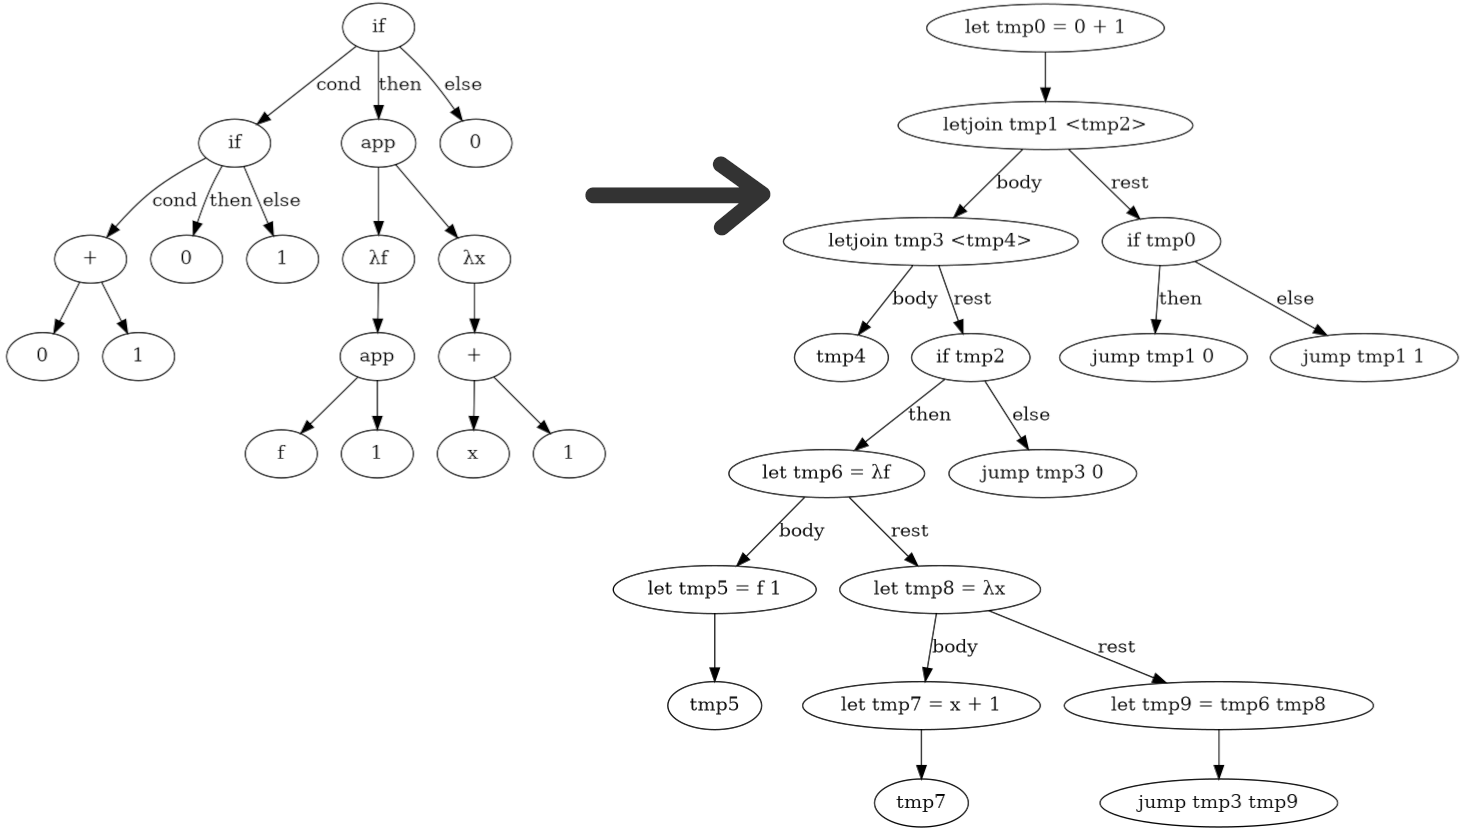 if
cond then else
if app 0
cond then else
+ 0 1 λf λx
0 1 app +
f 1 x 1
let tmp0 = 0 + 1
letjoin tmp1 <tmp2>
body rest
letjoin tmp3 <tmp4> if tmp0
body rest then else
tmp4 if tmp2 jump tmp1 0 jump tmp1 1
then else
let tmp6 = λf jump tmp3 0
body rest
let tmp5 = f 1 let tmp8 = λx
body rest
tmp5 let tmp7 = x + 1 let tmp9 = tmp6 tmp8
tmp7 jump tmp3 tmp9